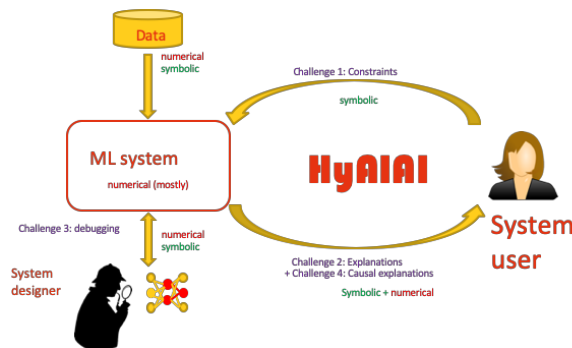 Data
numerical
symbolic
Challenge 1: Constraints
symbolic
ML system
numerical (mostly)
HyAIAI
System
user
Challenge 3: debugging
numerical
symbolic
System
designer
Challenge 2: Explanations
+ Challenge 4: Causal explanations
Symbolic + numerical